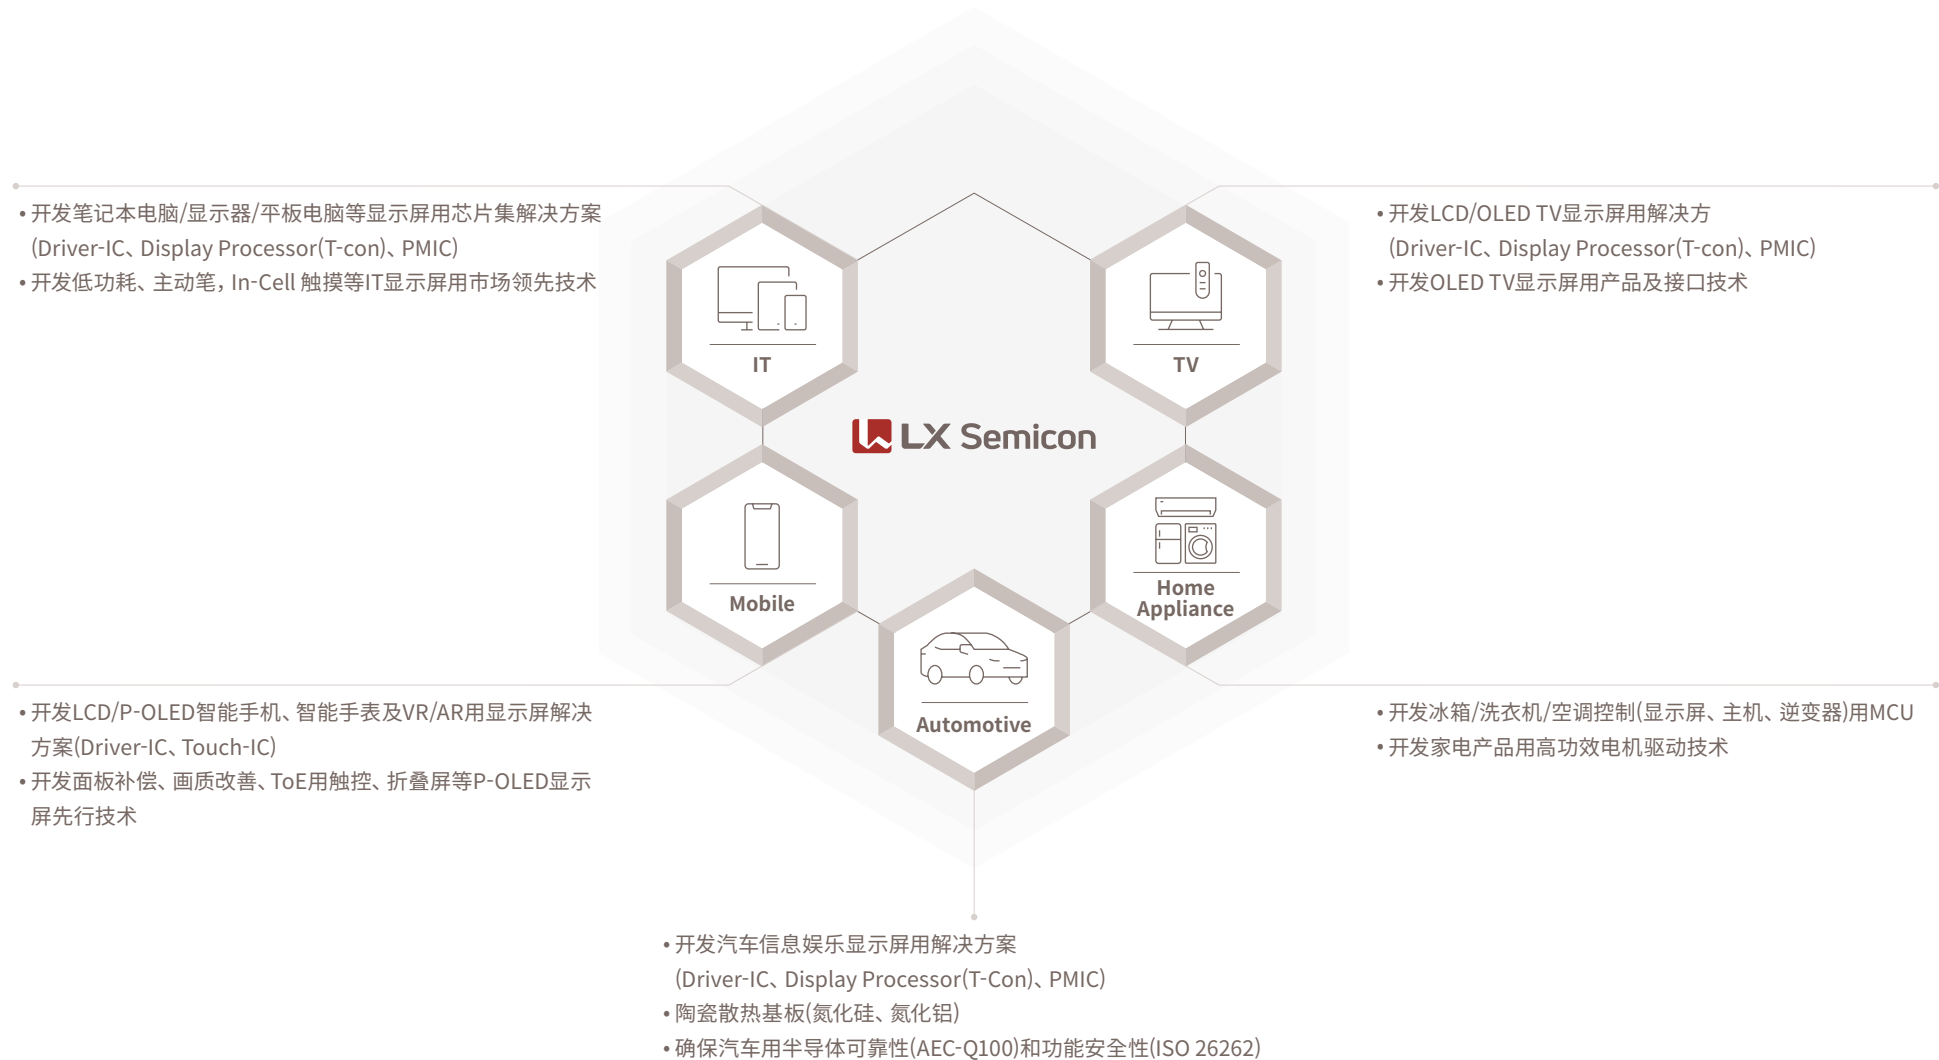 • 开发笔记本电脑/显示器/平板电脑等显示屏用芯片集解决方案
(Driver-IC、Display Processor(T-con)、PMIC)
• 开发低功耗、主动笔，In-Cell 触摸等IT显示屏用市场领先技术
IT
• 开发LCD/OLED TV显示屏用解决方
(Driver-IC、Display Processor(T-con)、PMIC)
• 开发OLED TV显示屏用产品及接口技术
TV
LX Semicon
Mobile
Home
Appliance
Automotive
• 开发LCD/P-OLED智能手机、智能手表及VR/AR用显示屏解决
方案(Driver-IC、Touch-IC)
• 开发面板补偿、画质改善、ToE用触控、折叠屏等P-OLED显示
屏先行技术
• 开发冰箱/洗衣机/空调控制(显示屏、主机、逆变器)用MCU
• 开发家电产品用高功效电机驱动技术
• 开发汽车信息娱乐显示屏用解决方案
(Driver-IC、Display Processor(T-Con)、PMIC)
• 陶瓷散热基板(氮化硅、氮化铝)
• 确保汽车用半导体可靠性(AEC-Q100)和功能安全性(ISO 26262)